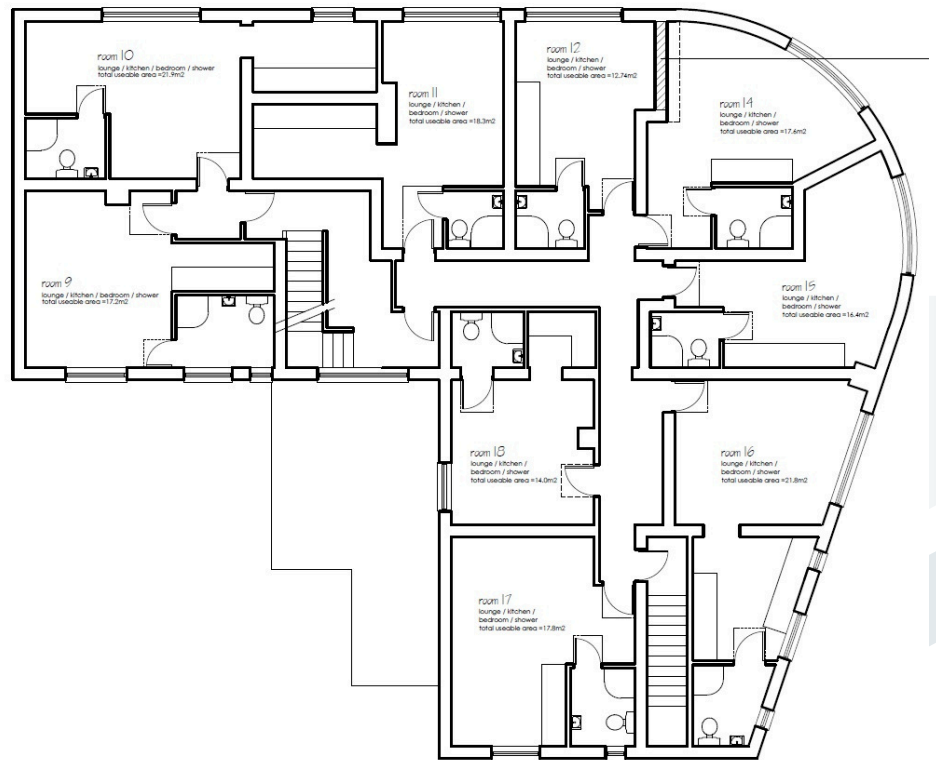 room 10
lounge / kitchen / bedroom / shower
total useable area =21.9m2
room 11
lounge / kitchen /
bedroom / shower
total useable area =18.3m2
room 12
lounge / kitchen /
bedroom / shower
total useable area =12.74m2
room 14
lounge / kitchen /
bedroom / shower
total useable area =17.6m2
room 9
lounge / kitchen / bedroom / shower
total useable area =17.2m2
room 15
lounge / kitchen /
bedroom / shower
total useable area =16.4m2
room 18
lounge / kitchen /
bedroom / shower
total useable area =14.0m2
room 16
lounge / kitchen /
bedroom / shower
total useable area =21.8m2
room 17
lounge / kitchen /
bedroom / shower
total useable area =17.8m2